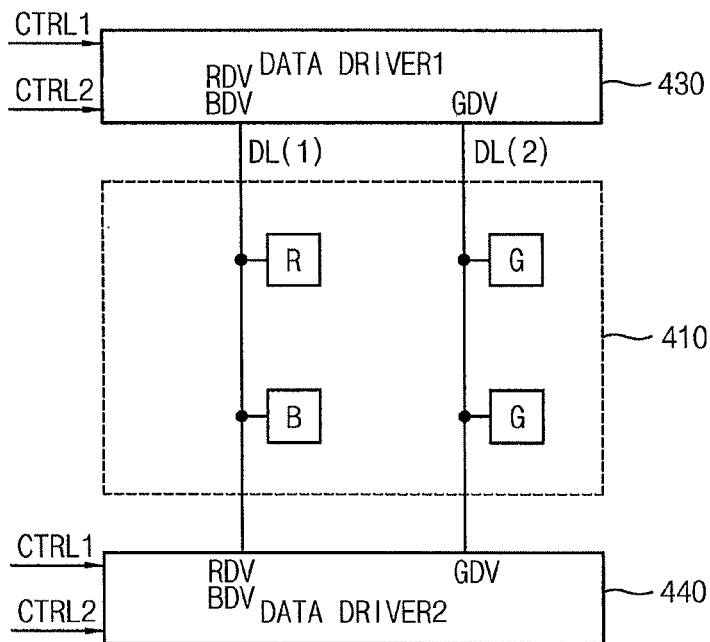 CTRL1
DATA DRIVER1
RDV
CTRL2
BDV
GDV
430
DL(1)
DL(2)
R
G
410
B
G
CTRL1
RDV
GDV
440
BDV
CTRL2
DATA DRIVER2